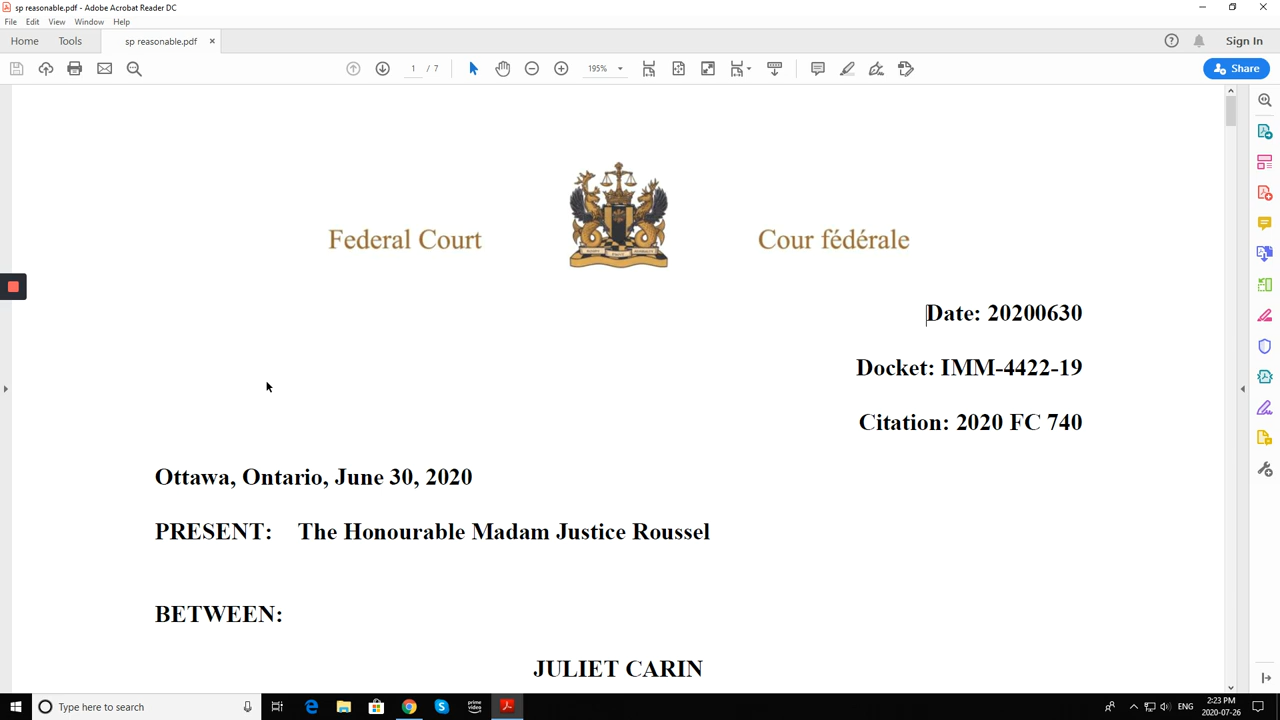 sp reasonable.pdf - Adobe Acrobat Reader DC
File Edit View Window Help
Home Tools sp reasonable.pdf × Sign In
1 / 7 195% Share
Federal Court Cour fédérale
Date: 20200630
Docket: IMM-4422-19
Citation: 2020 FC 740
Ottawa, Ontario, June 30, 2020
PRESENT: The Honourable Madam Justice Roussel
BETWEEN:
JULIET CARIN
Type here to search
prime video
ENG
2:23 PM
2020-07-26